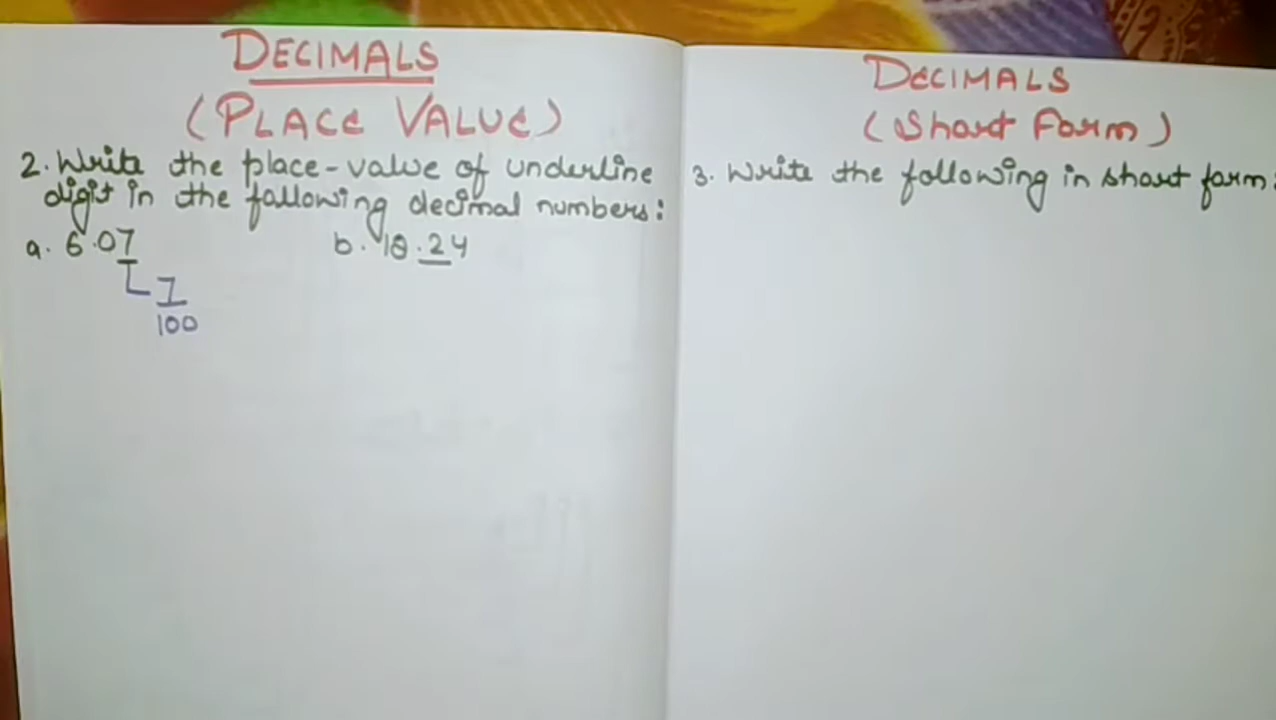 DECIMALS
(PLACE VALUE)
2. Write the place-value of underline
digit in the following decimal numbers:
a. 6.07
b. 18.24
7
100
DECIMALS
(Short Form)
3. Write the following in short form: